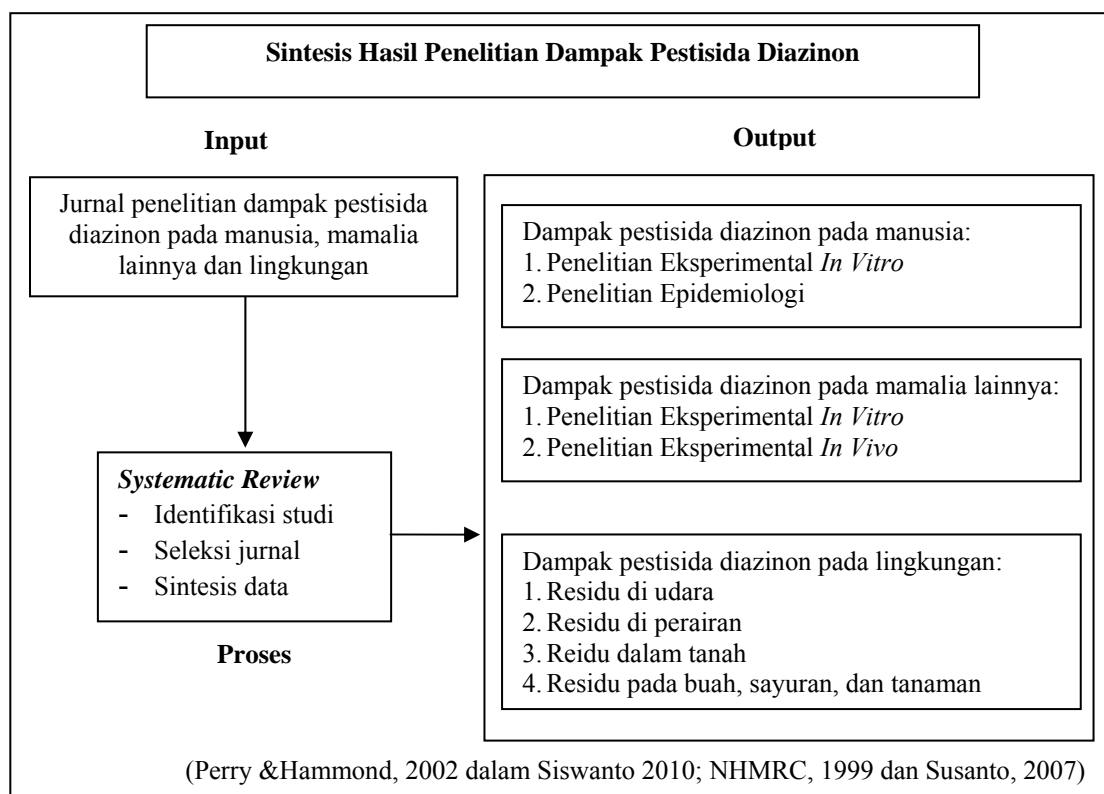 Sintesis Hasil Penelitian Dampak Pestisida Diazinon
Input
Jurnal penelitian dampak pestisida
diazinon pada manusia, mamalia
lainnya dan lingkungan
Systematic Review
- Identifikasi studi
- Seleksi jurnal
- Sintesis data
Proses
Output
Dampak pestisida diazinon pada manusia:
1. Penelitian Eksperimental In Vitro
2. Penelitian Epidemiologi
Dampak pestisida diazinon pada mamalia lainnya:
1. Penelitian Eksperimental In Vitro
2. Penelitian Eksperimental In Vivo
Dampak pestisida diazinon pada lingkungan:
1. Residu di udara
2. Residu di perairan
3. Reidu dalam tanah
4. Residu pada buah, sayuran, dan tanaman
(Perry &Hammond, 2002 dalam Siswanto 2010; NHMRC, 1999 dan Susanto, 2007)